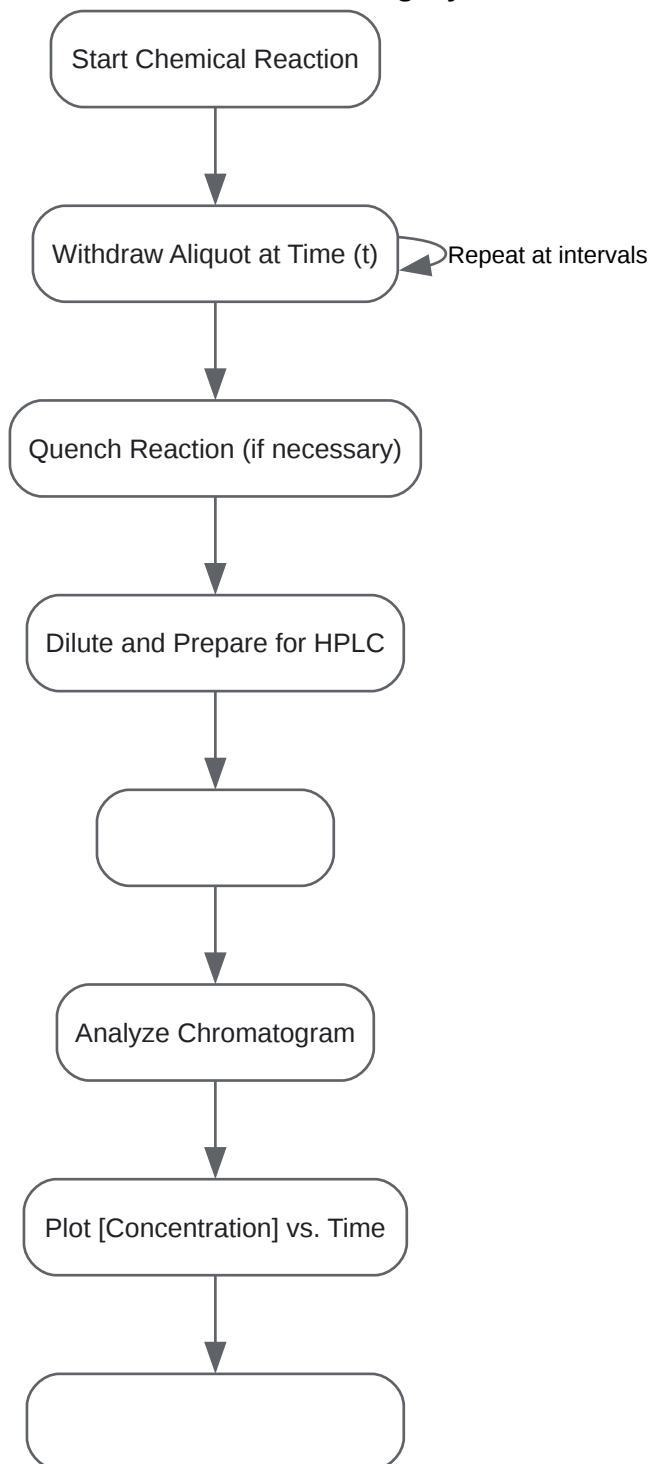 Start Chemical Reaction
Withdraw Aliquot at Time (t)
Repeat at intervals
Quench Reaction (if necessary)
Dilute and Prepare for HPLC
Analyze Chromatogram
Plot [Concentration] vs. Time